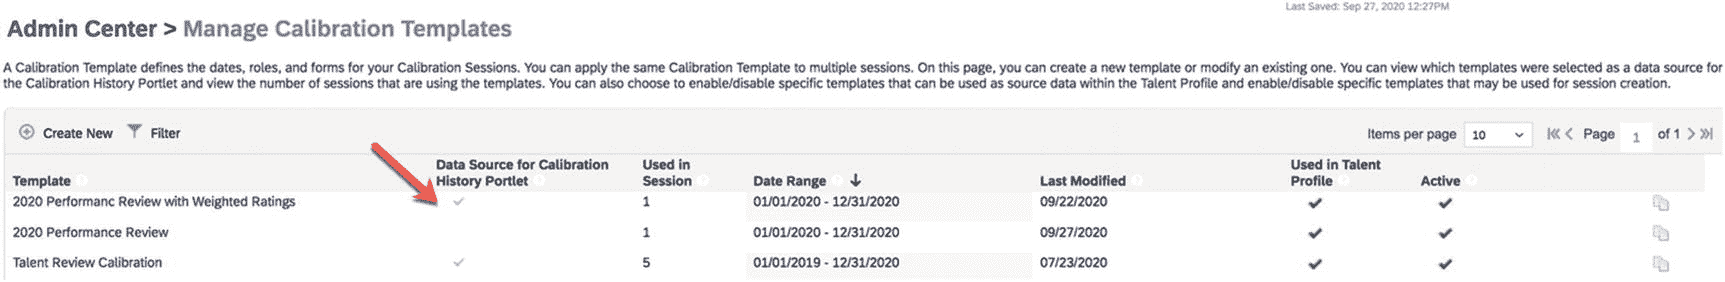 Last Saved: Sep 27, 2020 12:27PM
Admin Center > Manage Calibration Templates
A Calibration Template defines the dates, roles, and forms for your Calibration Sessions. You can apply the same Calibration Template to multiple sessions. On this page, you can create a new template or modify an existing one. You can view which templates were selected as a data source for
the Calibration History Portlet and view the number of sessions that are using the templates. You can also choose to enable/disable specific templates that can be used as source data within the Talent Profile and enable/disable specific templates that may be used for session creation.
Create New Filter Items per page 10 Page 1 of 1
Data Source for Calibration Used in Used in Talent
Template History Portlet Session Date Range Last Modified Profile Active
2020 Performanc Review with Weighted Ratings 1 01/01/2020 - 12/31/2020 09/22/2020
2020 Performance Review 1 01/01/2020 - 12/31/2020 09/27/2020
Talent Review Calibration 5 01/01/2019 - 12/31/2020 07/23/2020